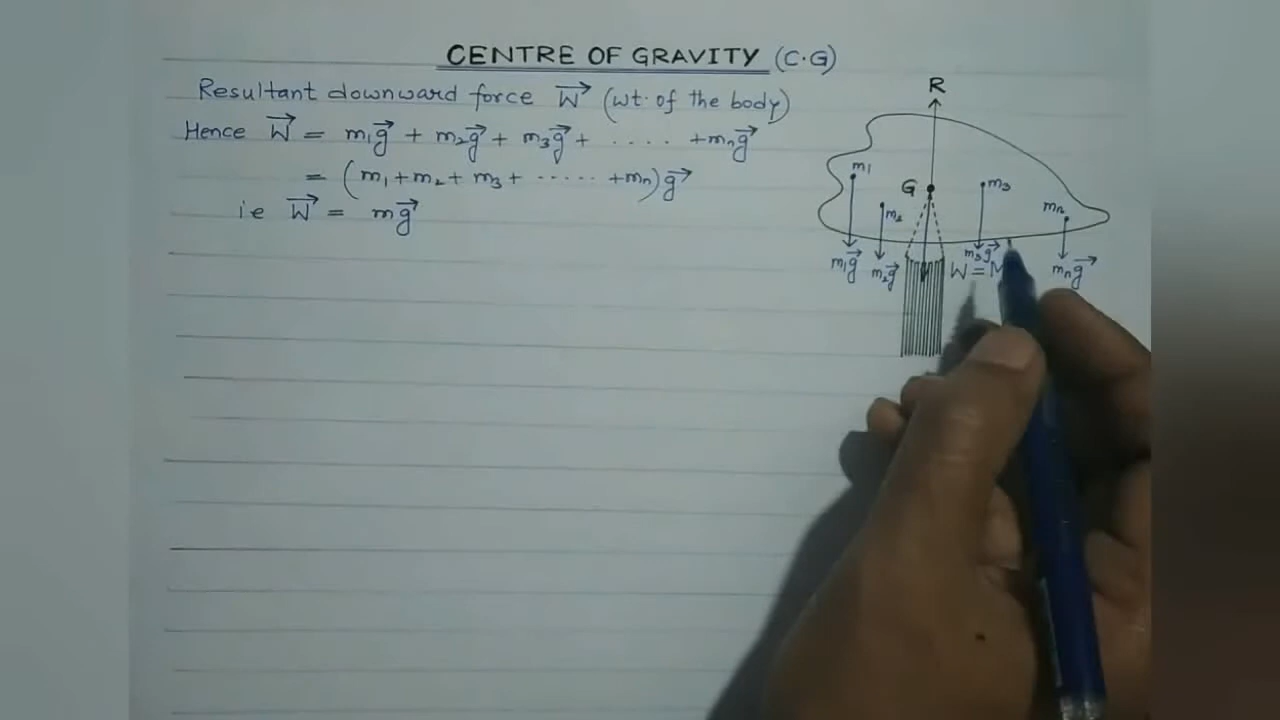 CENTRE OF GRAVITY (C.G)
Resultant downward force W⃗ (wt. of the body)
Hence W⃗ = m₁g⃗ + m₂g⃗ + m₃g⃗ + .... + mₙg⃗
= (m₁ + m₂ + m₃ + ..... + mₙ)g⃗
ie W⃗ = mg⃗
R
m₁
G
m₃
m₂
mₙ
m₁g⃗
m₂g⃗
m₃g⃗
W = M
mₙg⃗